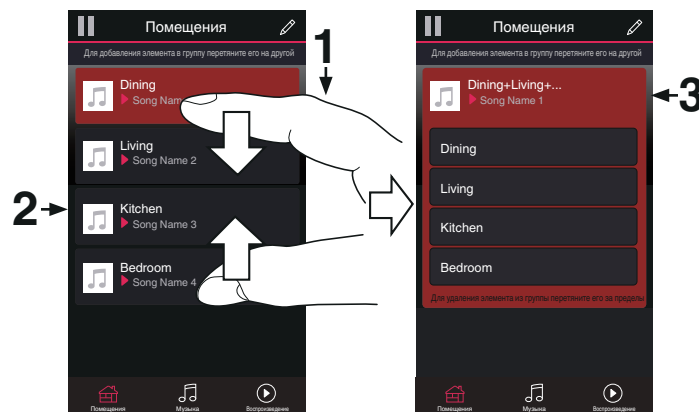 Помещения
Для добавления элемента в группу перетяните его на другой
1
Dining
Song Nam
Living
Song Name 2
2
Kitchen
Song Name 3
Bedroom
Song Name 4
Помещения
Музыка
Воспроизведение
Помещения
Для добавления элемента в группу перетяните его на другой
Dining+Living+...
Song Name 1
3
Dining
Living
Kitchen
Bedroom
Для удаления элемента из группы перетяните его за пределы
Помещения
Музыка
Воспроизведение